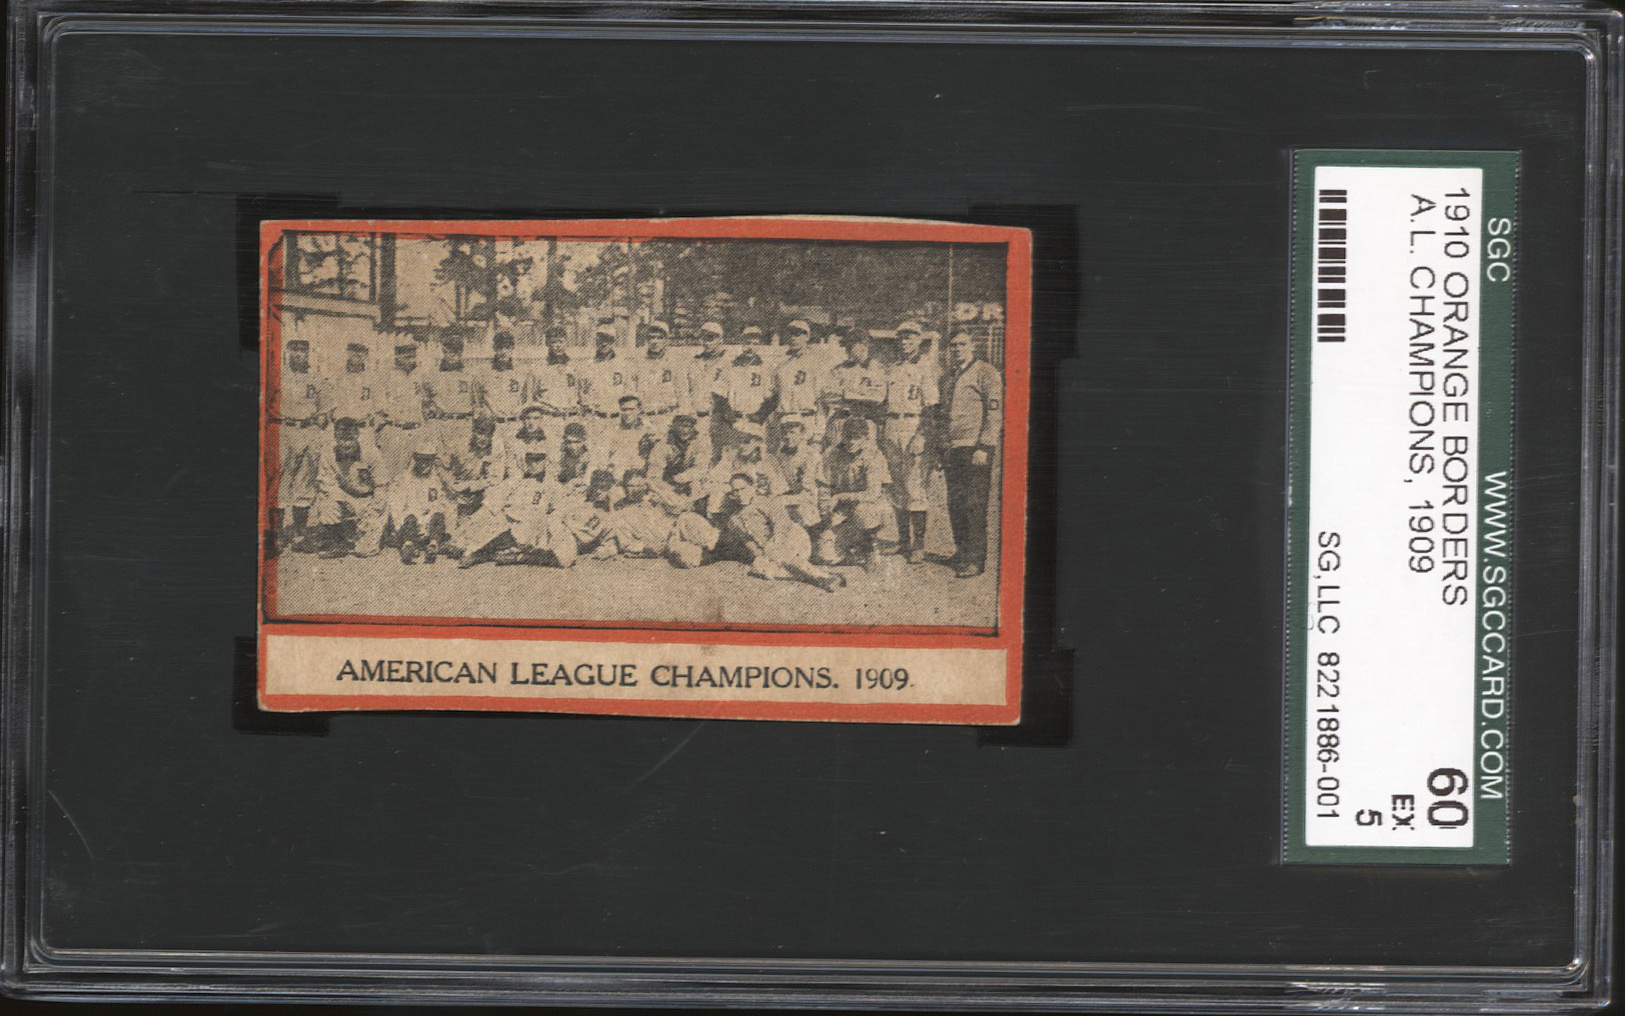 AMERICAN LEAGUE CHAMPIONS. 1909.
SGC WWW.SGCCARD.COM
1910 ORANGE BORDERS
A.L. CHAMPIONS, 1909
60
EX
5
SG,LLC 8221886-001
D
OR